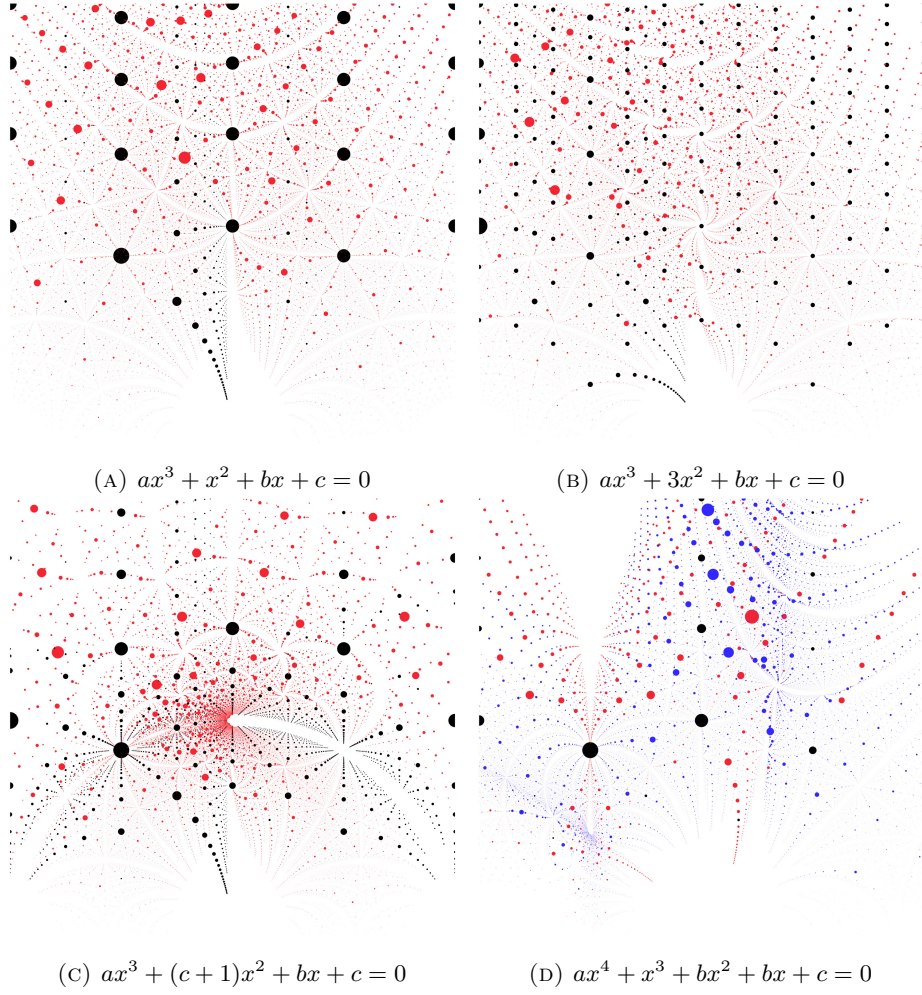 (A) $ax^3 + x^2 + bx + c = 0$
(B) $ax^3 + 3x^2 + bx + c = 0$
(C) $ax^3 + (c+1)x^2 + bx + c = 0$
(D) $ax^4 + x^3 + bx^2 + bx + c = 0$